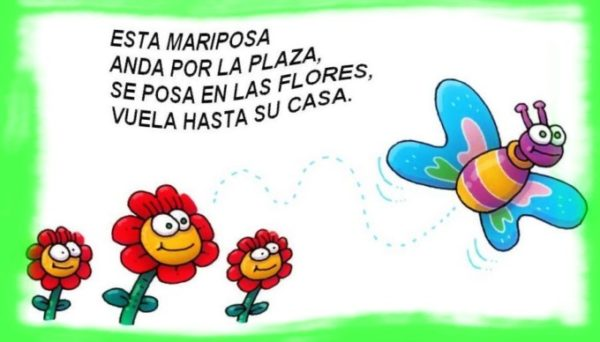 ESTA MARIPOSA
ANDA POR LA PLAZA,
SE POSA EN LAS FLORES,
VUELA HASTA SU CASA.